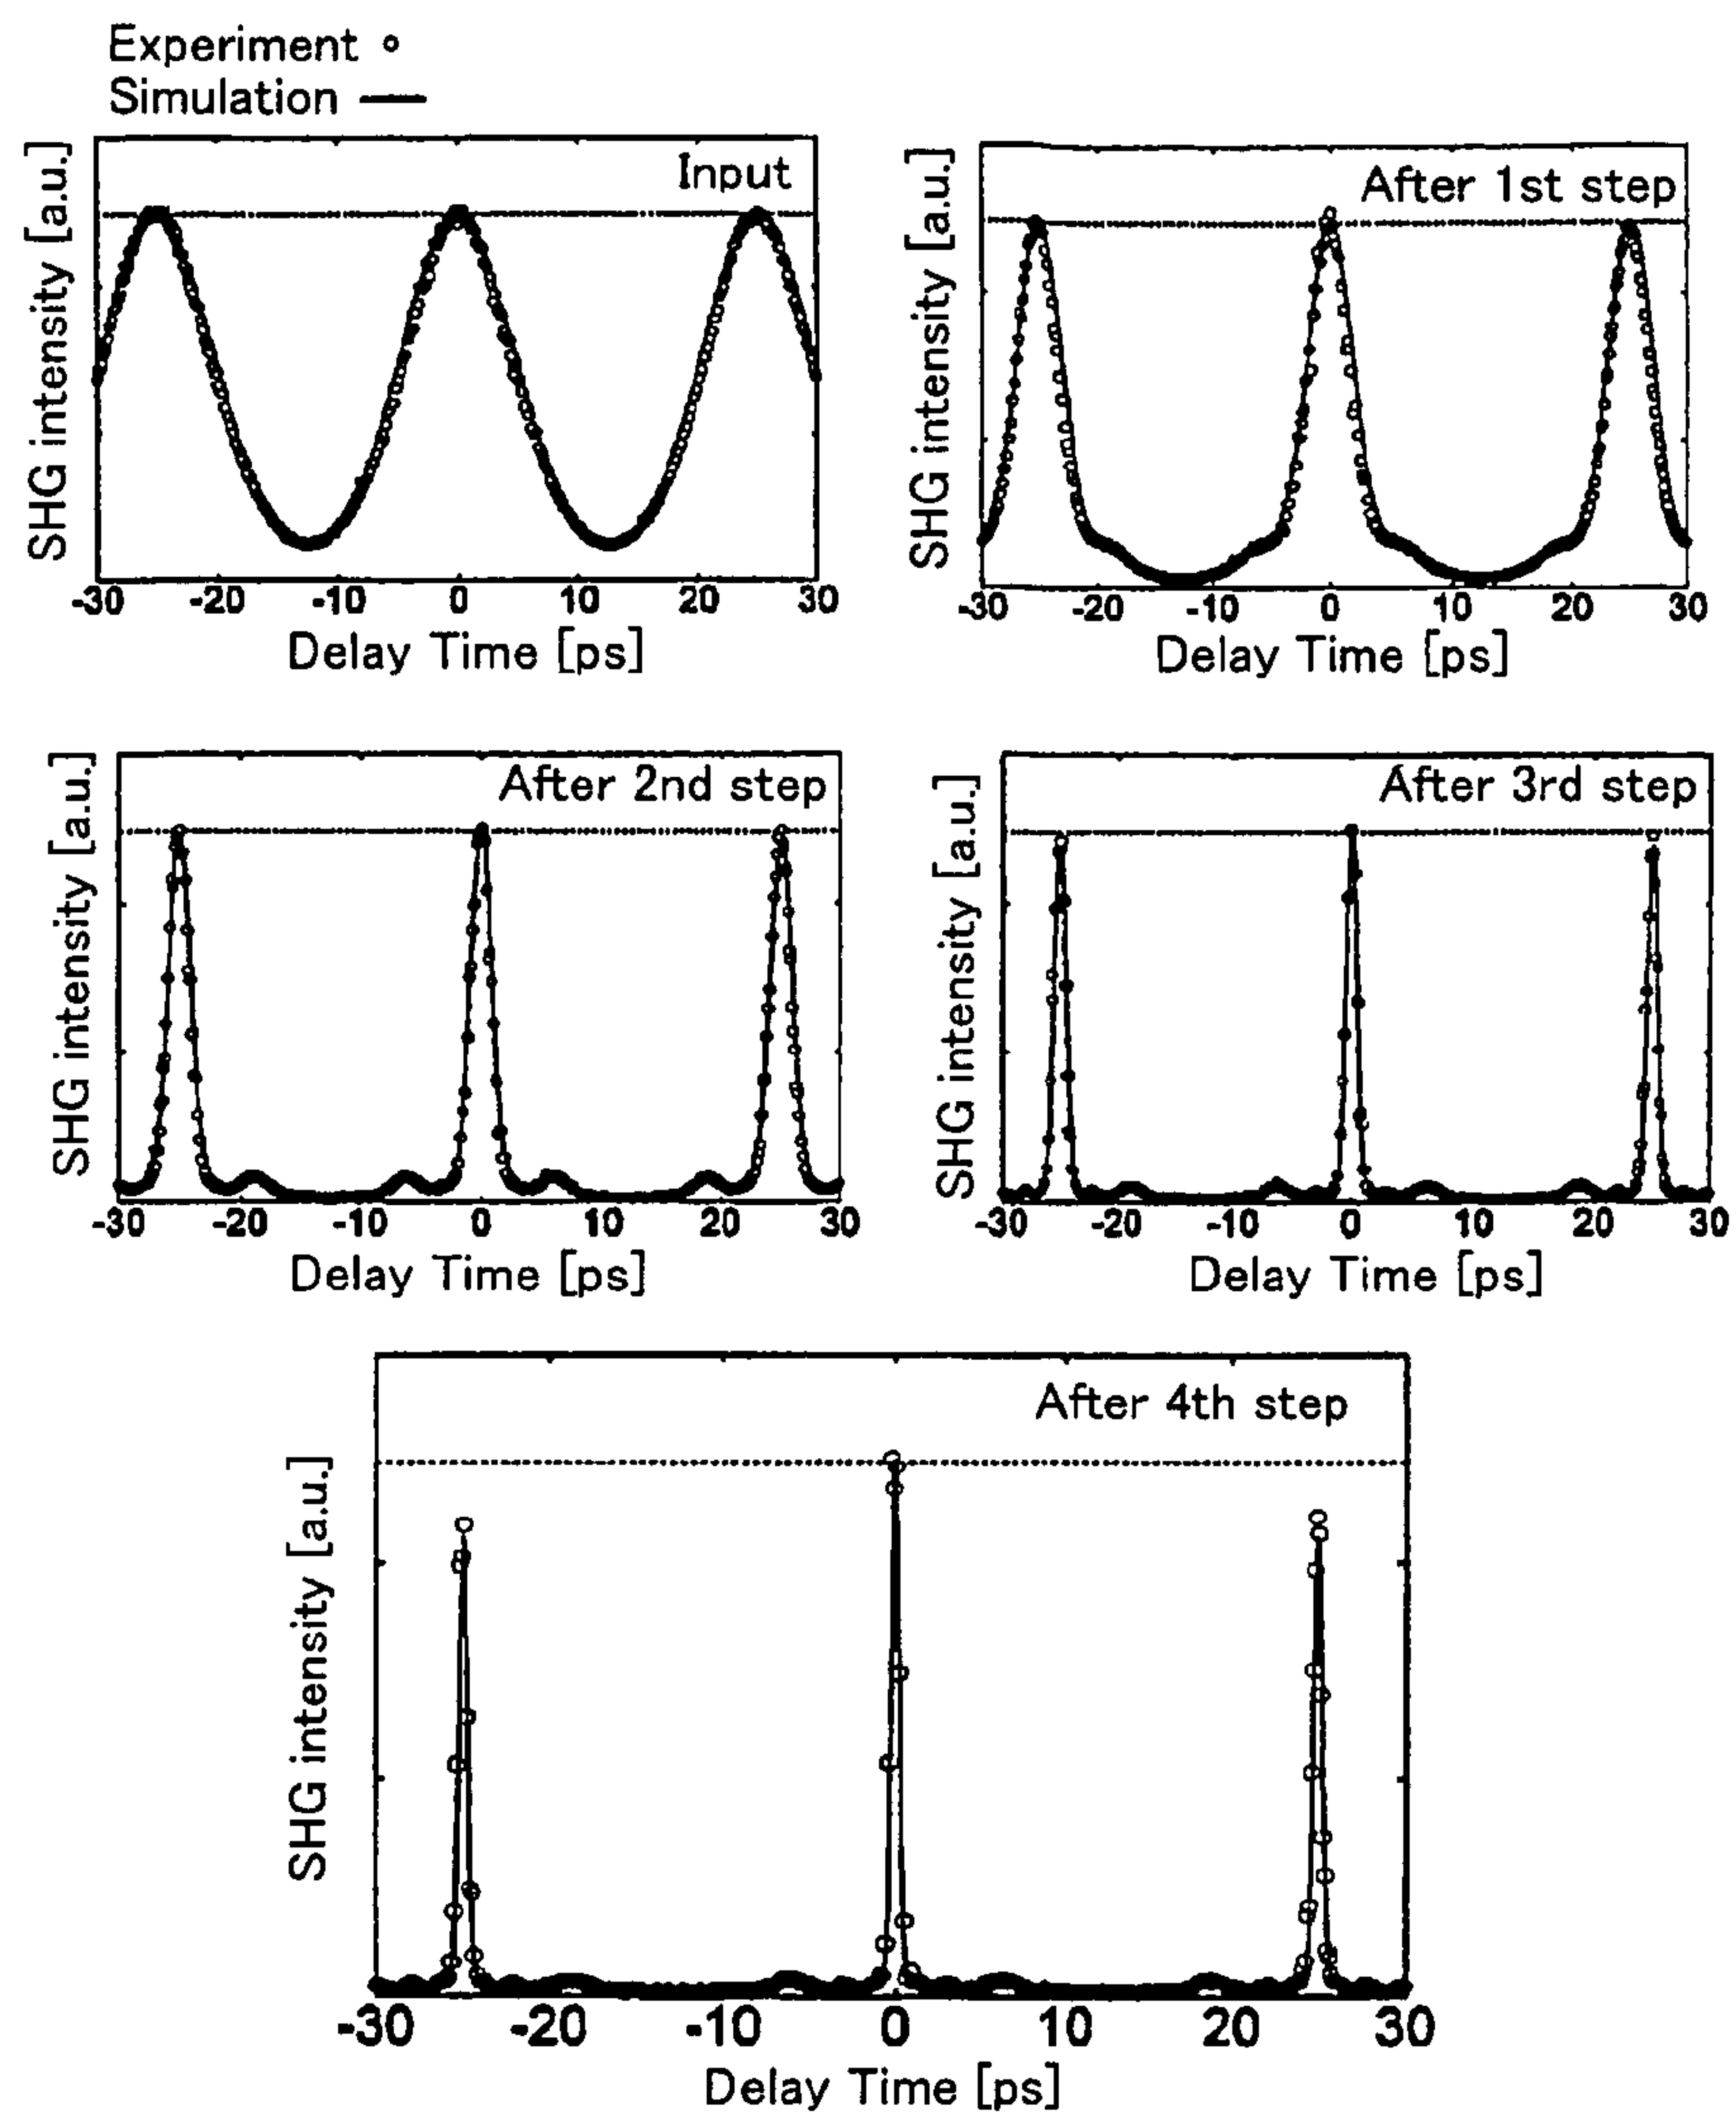 Experiment
Simulation
Input
SHG intensity [a.u.]
-30 -20 -10 0 10 20 30
Delay Time [ps]
After 1st step
SHG intensity [a.u.]
-30 -20 -10 0 10 20 30
Delay Time [ps]
After 2nd step
SHG intensity [a.u.]
-30 -20 -10 0 10 20 30
Delay Time [ps]
After 3rd step
SHG intensity [a.u.]
-30 -20 -10 0 10 20 30
Delay Time [ps]
After 4th step
SHG intensity [a.u.]
-30 -20 -10 0 10 20 30
Delay Time [ps]